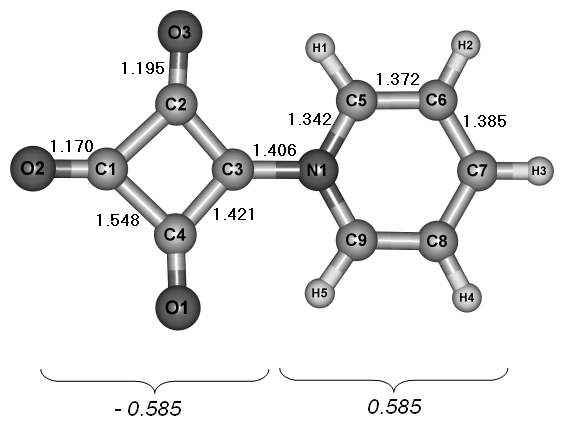 O3
H1
H2
1.195
1.372
C2
C5
C6
1.170
1.342
1.385
1.406
O2
C1
C3
N1
C7
H3
1.548
1.421
C4
C9
C8
H5
H4
O1
- 0.585
0.585